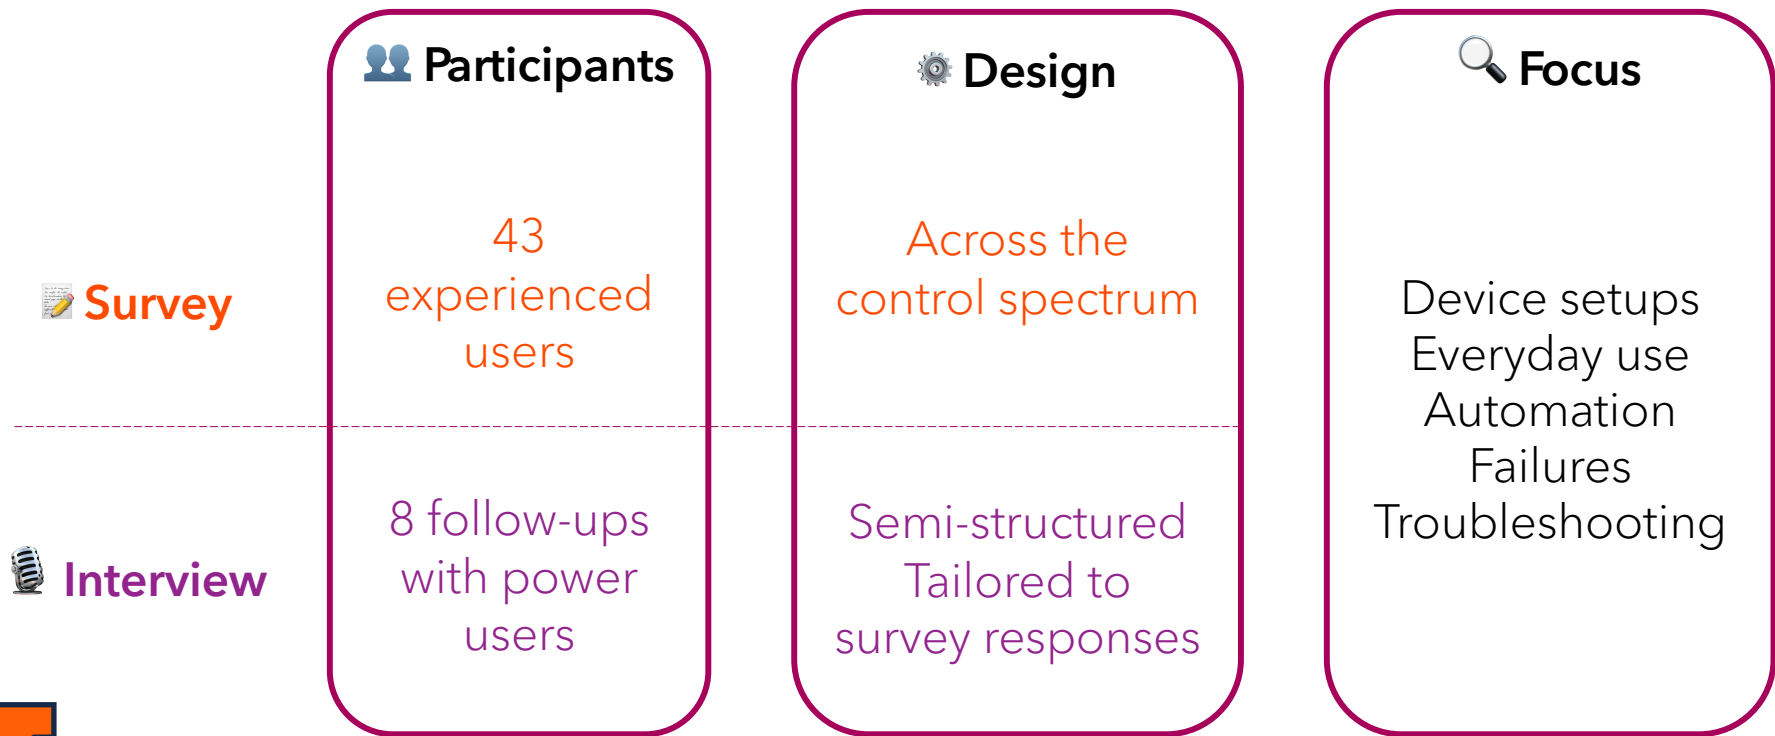 👥 Participants
⚙️ Design
🔍 Focus
📝 Survey
43
experienced
users
Across the
control spectrum
🎙️ Interview
8 follow-ups
with power
users
Semi-structured
Tailored to
survey responses
Device setups
Everyday use
Automation
Failures
Troubleshooting